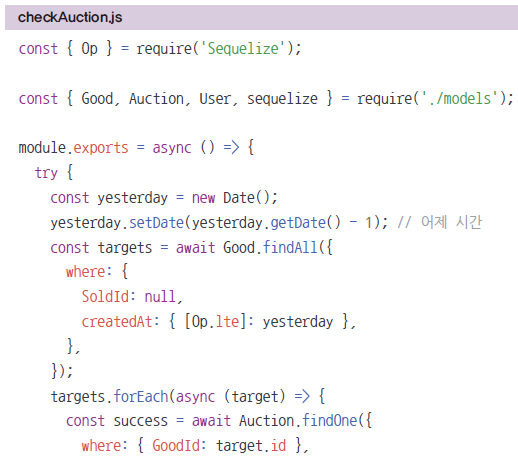 checkAuction.js
const { Op } = require('Sequelize');
const { Good, Auction, User, sequelize } = require('./models');
module.exports = async () => {
try {
const yesterday = new Date();
yesterday.setDate(yesterday.getDate() - 1); // 어제 시간
const targets = await Good.findAll({
where: {
SoldId: null,
createdAt: { [Op.lte]: yesterday },
},
});
targets.forEach(async (target) => {
const success = await Auction.findOne({
where: { GoodId: target.id },